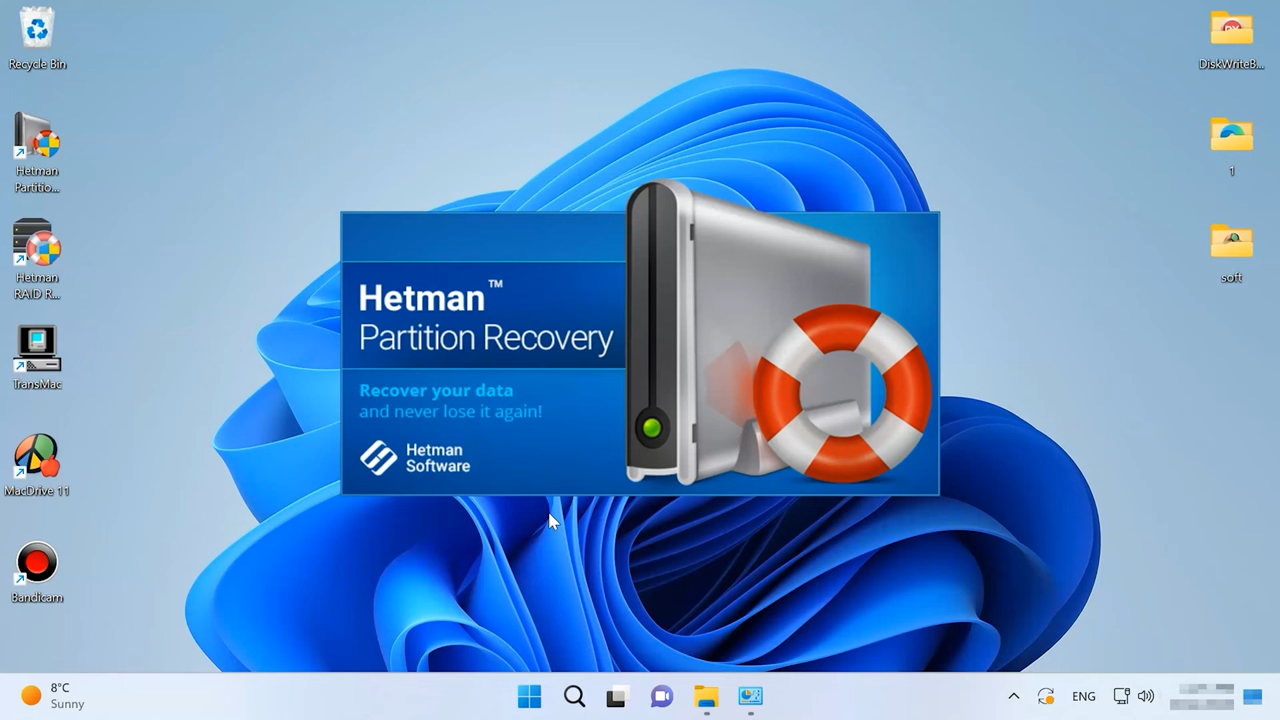 Recycle Bin
Hetman
Partitio...
Hetman
RAID R...
TransMac
MacDrive 11
Bandicam
DiskWriteB...
1
soft
Hetman™
Partition Recovery
Recover your data
and never lose it again!
Hetman
Software
8°C
Sunny
ENG